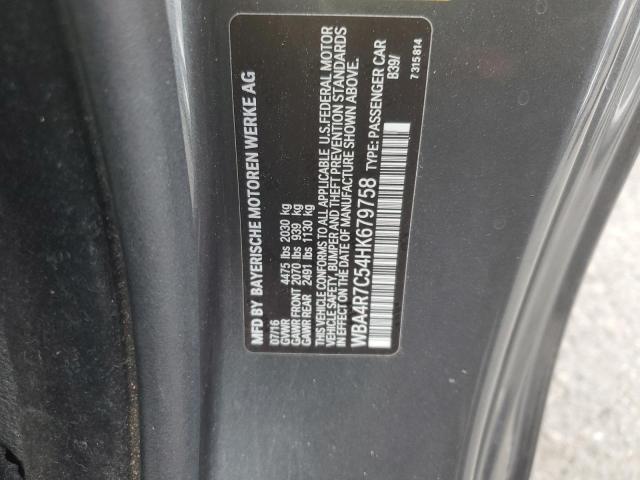 MFD BY BAYERISCHE MOTOREN WERKE AG
07/16
GVWR 4475 lbs 2030 kg
GAWR FRONT 2070 lbs 939 kg
GAWR REAR 2491 lbs 1130 kg
THIS VEHICLE CONFORMS TO ALL APPLICABLE U.S.FEDERAL MOTOR
VEHICLE SAFETY, BUMPER AND THEFT PREVENTION STANDARDS
IN EFFECT ON THE DATE OF MANUFACTURE SHOWN ABOVE.
WBA4R7C54HK679758 TYPE: PASSENGER CAR
B39/
7 315 814